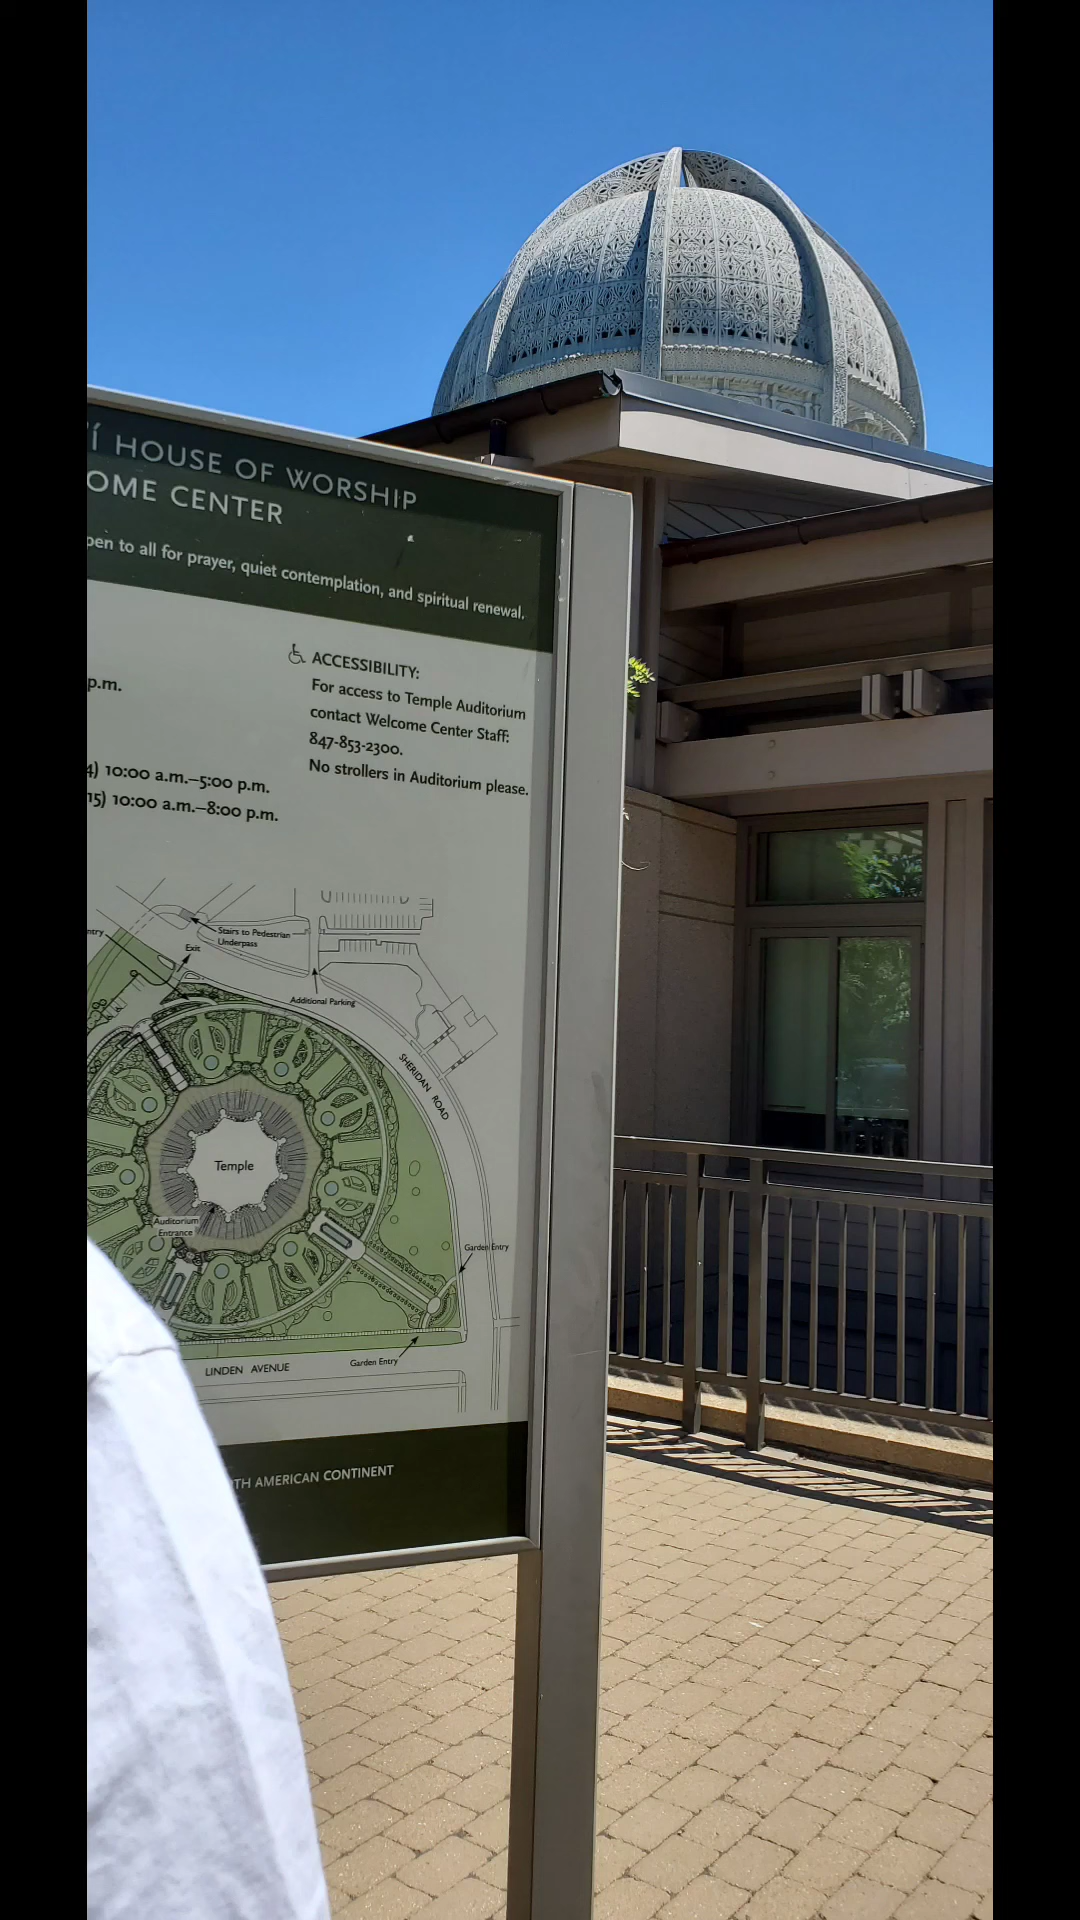 'Í HOUSE OF WORSHIP
OME CENTER
pen to all for prayer, quiet contemplation, and spiritual renewal.
ACCESSIBILITY:
For access to Temple Auditorium
contact Welcome Center Staff:
847-853-2300.
No strollers in Auditorium please.
p.m.
4) 10:00 a.m.–5:00 p.m.
15) 10:00 a.m.–8:00 p.m.
ntry
Stairs to Pedestrian
Underpass
Exit
Additional Parking
SHERIDAN ROAD
Temple
Auditorium
Entrance
Garden Entry
Garden Entry
LINDEN AVENUE
TH AMERICAN CONTINENT